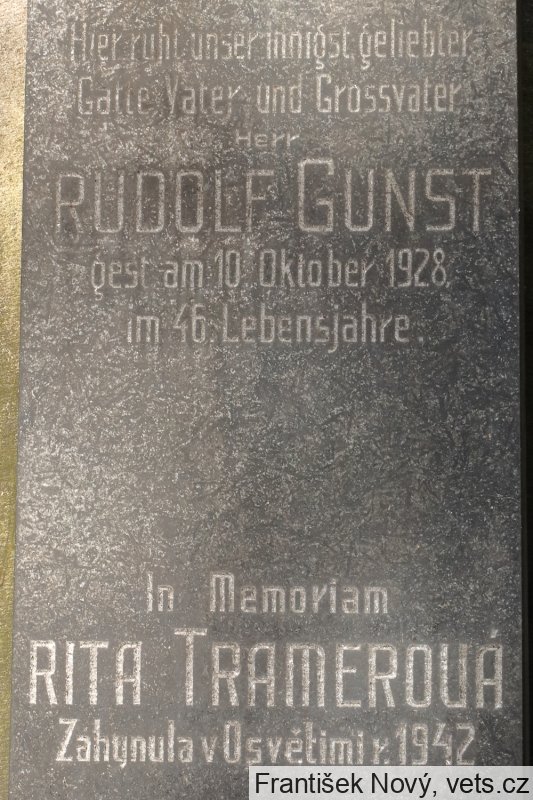 Hier ruht unser innigst geliebter
Gatte Vater und Grossvater
Herr
RUDOLF GUNST
gest am 10. Oktober 1928,
im 46. Lebensjahre.
In Memoriam
RITA TRAMEROVÁ
Zahynula v Osvětimi r. 1942
František Nový, vets.cz